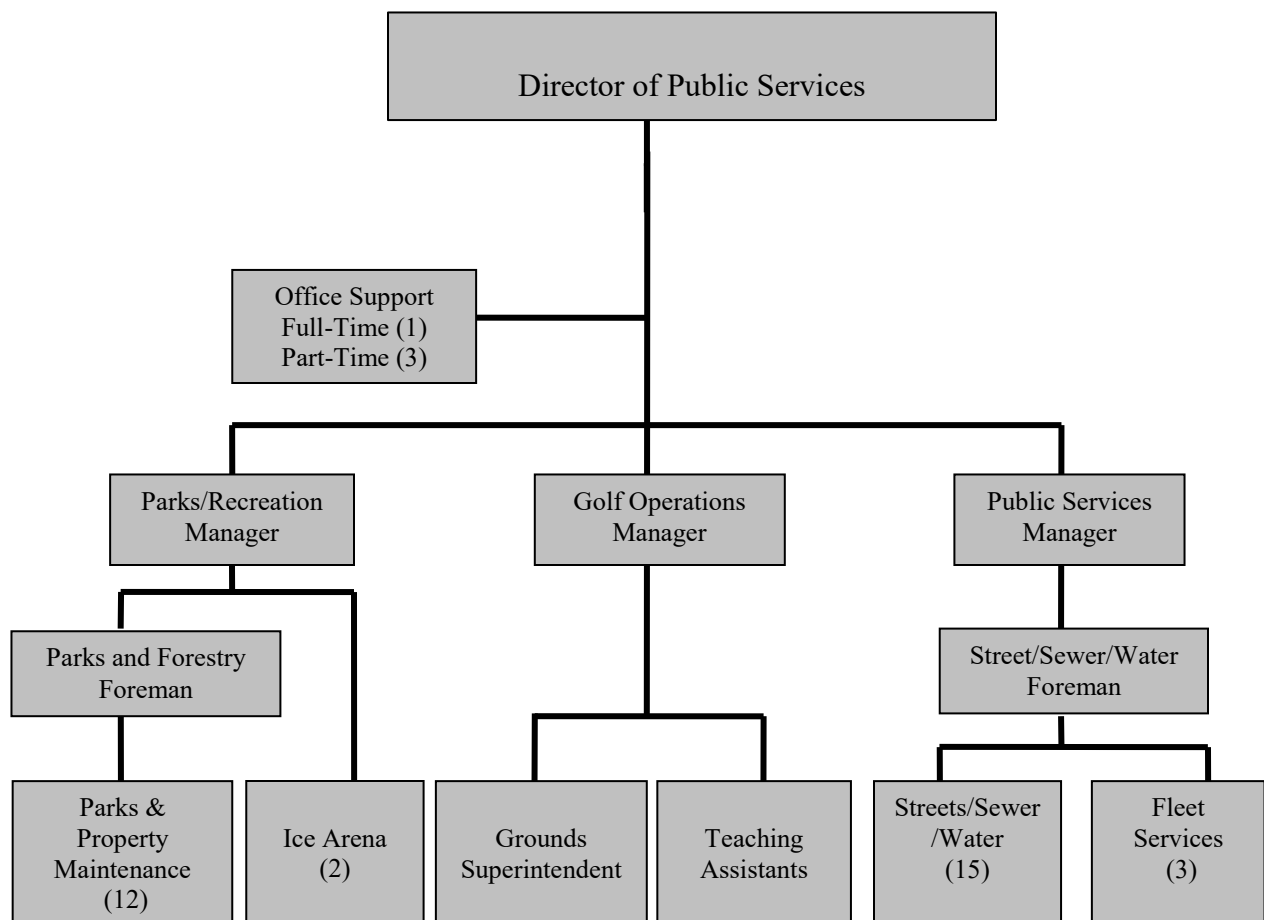 Director of Public Services
Office Support
Full-Time (1)
Part-Time (3)
Parks/Recreation
Manager
Golf Operations
Manager
Public Services
Manager
Parks and Forestry
Foreman
Street/Sewer/Water
Foreman
Parks &
Property
Maintenance
(12)
Ice Arena
(2)
Grounds
Superintendent
Teaching
Assistants
Streets/Sewer
/Water
(15)
Fleet
Services
(3)